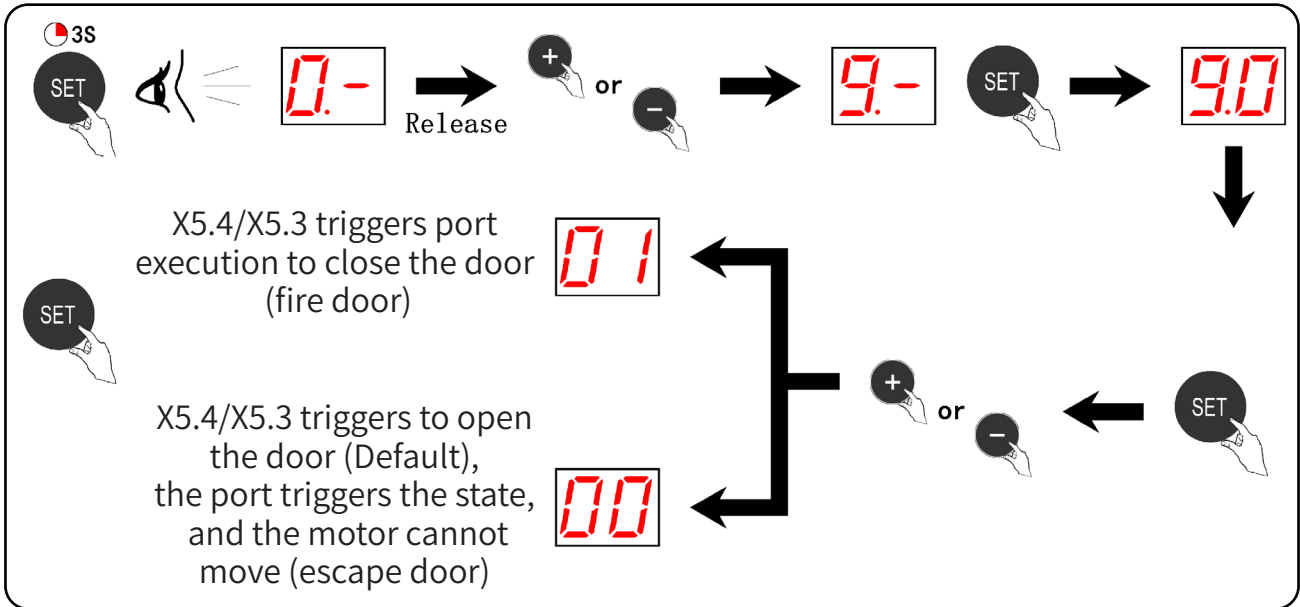 3S
SET
0.-
Release
+
or
-
9.-
SET
9.0
X5.4/X5.3 triggers port
execution to close the door
(fire door)
01
SET
X5.4/X5.3 triggers to open
the door (Default),
the port triggers the state,
and the motor cannot
move (escape door)
00
+
or
-
SET